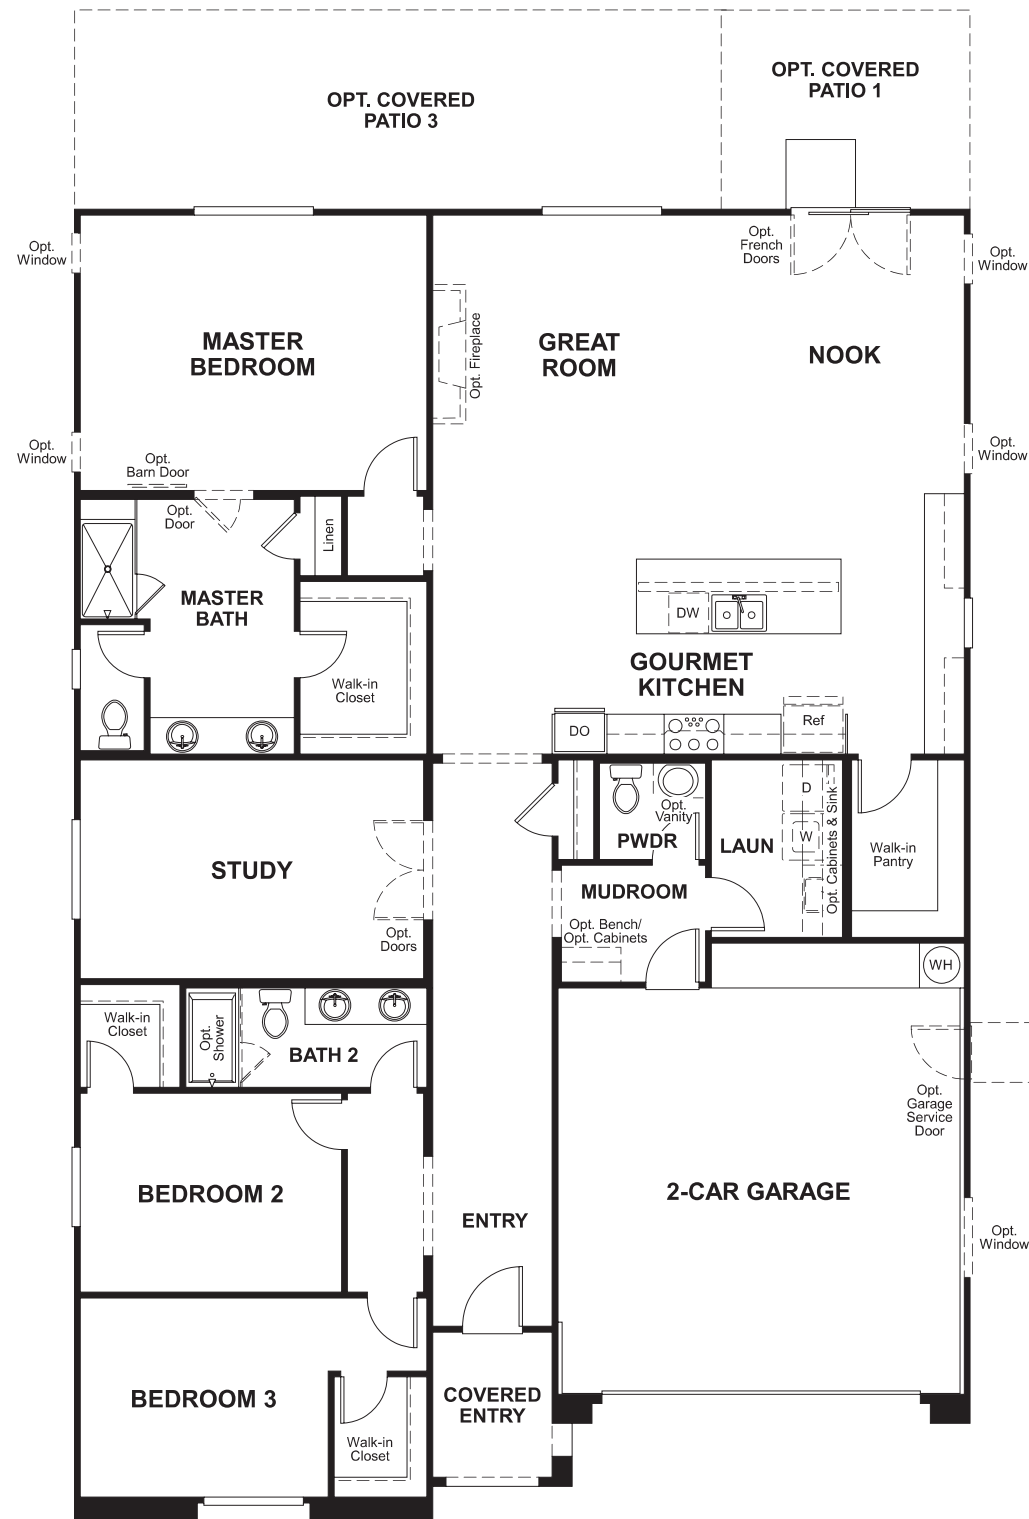 OPT. COVERED
PATIO 3
OPT. COVERED
PATIO 1
Opt.
Window
Opt.
French
Doors
Opt.
Window
MASTER
BEDROOM
Opt. Fireplace
GREAT
ROOM
NOOK
Opt.
Window
Opt.
Barn Door
Opt.
Window
Opt.
Door
Linen
MASTER
BATH
DW
Walk-in
Closet
GOURMET
KITCHEN
DO
Ref
STUDY
Opt.
Doors
Opt.
Vanity
PWDR
LAUN
D
W
Opt. Cabinets & Sink
Walk-in
Pantry
MUDROOM
Opt. Bench/
Opt. Cabinets
WH
Walk-in
Closet
Opt.
Shower
BATH 2
Opt.
Garage
Service
Door
BEDROOM 2
ENTRY
2-CAR GARAGE
Opt.
Window
BEDROOM 3
Walk-in
Closet
COVERED
ENTRY